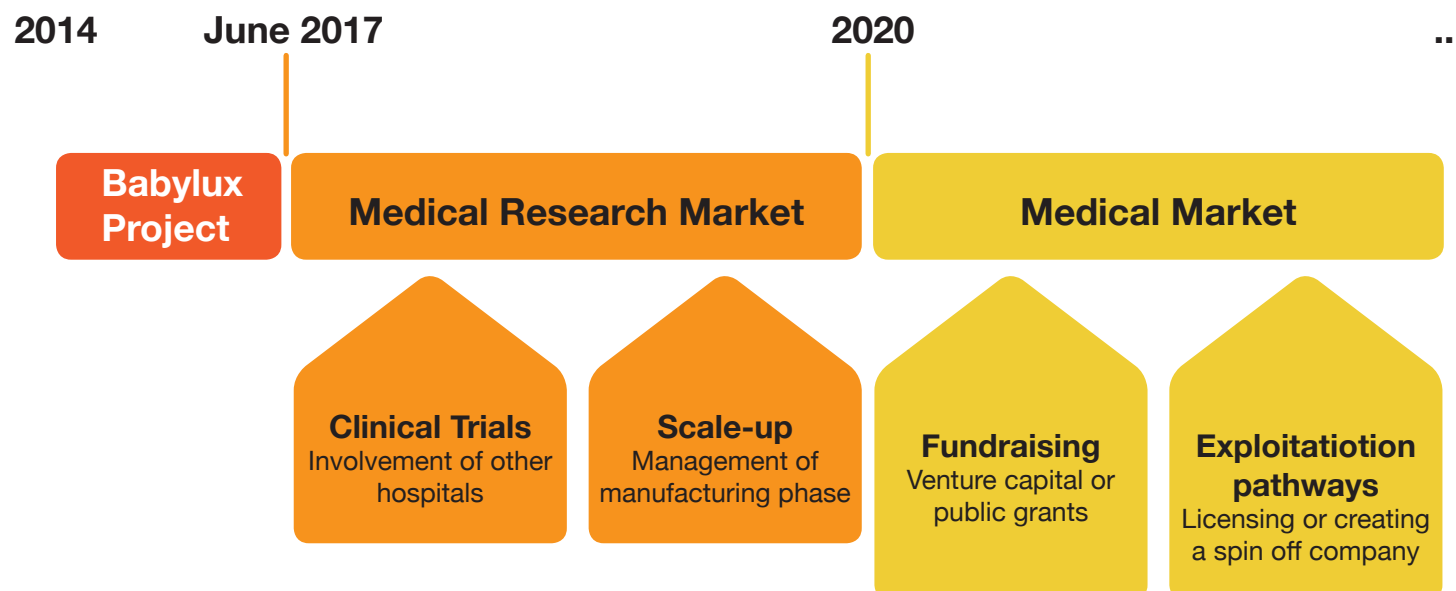 2014 June 2017 2020 ..
Babylux
Project
Medical Research Market
Medical Market
Clinical Trials
Involvement of other
hospitals
Scale-up
Management of
manufacturing phase
Fundraising
Venture capital or
public grants
Exploitatiotion
pathways
Licensing or creating
a spin off company